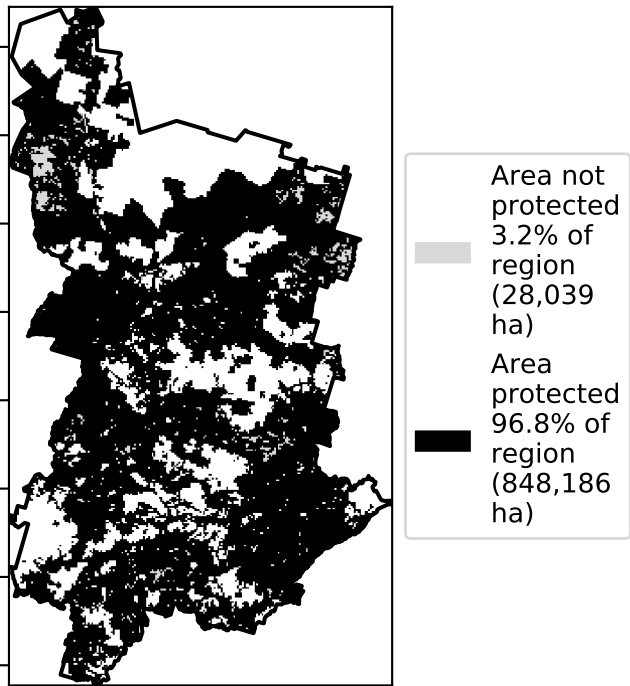 Area not
protected
3.2% of
region
(28,039
ha)
Area
protected
96.8% of
region
(848,186
ha)